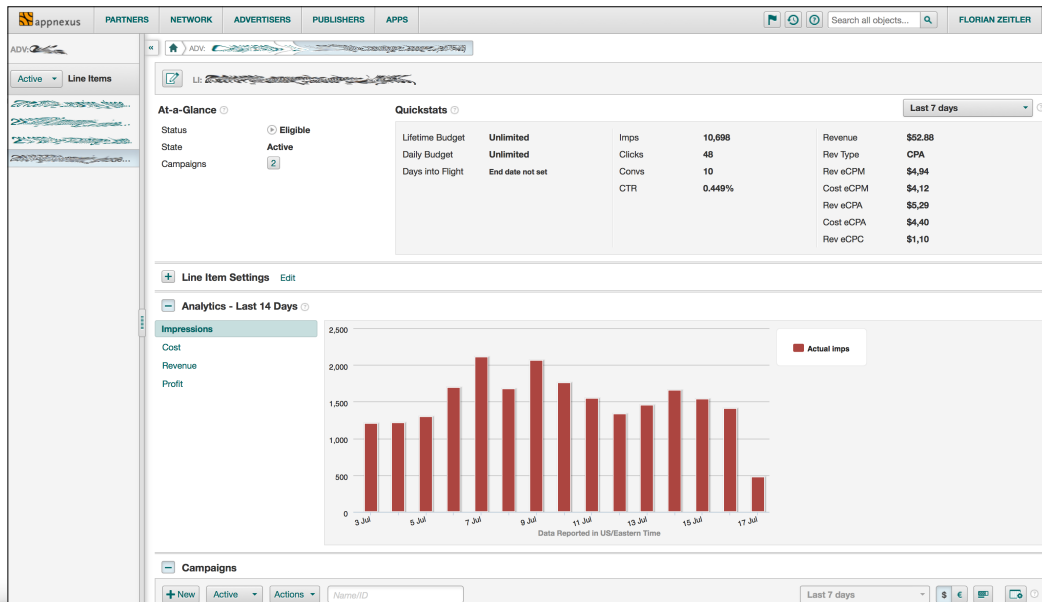 appnexus PARTNERS NETWORK ADVERTISERS PUBLISHERS APPS Search all objects... FLORIAN ZEITLER
ADV:
ADV:
Active Line Items
LI:
At-a-Glance
Status Eligible
State Active
Campaigns 2
Quickstats Last 7 days
Lifetime Budget Unlimited Imps 10,698 Revenue $52.88
Daily Budget Unlimited Clicks 48 Rev Type CPA
Days into Flight End date not set Convs 10 Rev eCPM $4,94
CTR 0.449% Cost eCPM $4,12
Rev eCPA $5,29
Cost eCPA $4,40
Rev eCPC $1,10
Line Item Settings Edit
Analytics - Last 14 Days
Impressions
Cost
Revenue
Profit
2,500
2,000
1,500
1,000
500
0
3 Jul 5 Jul 7 Jul 9 Jul 11 Jul 13 Jul 15 Jul 17 Jul
Data Reported in US/Eastern Time
Actual imps
Campaigns
+ New Active Actions Name/ID Last 7 days $ €